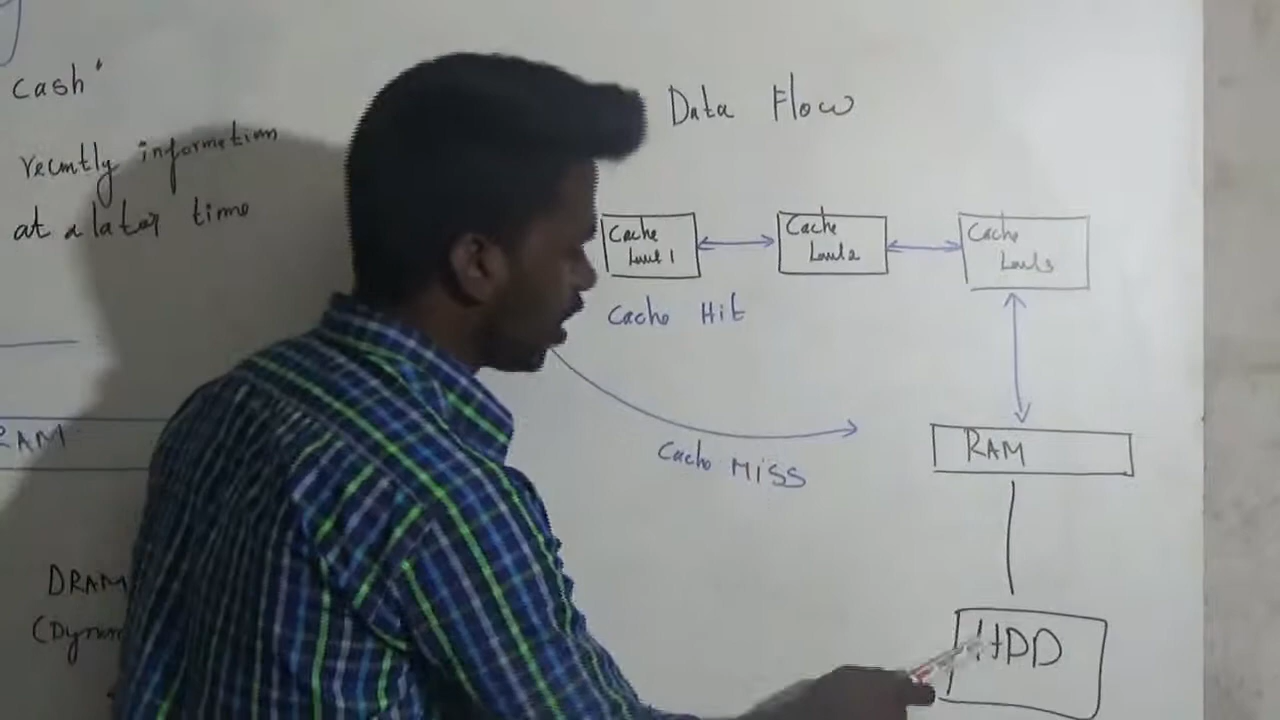 cash'
recently information
at a later time
Data Flow
Cache
Level 1
Cache
Level 2
Cache
Level 3
Cache Hit
Cache MISS
RAM
RAM
HDD
DRAM